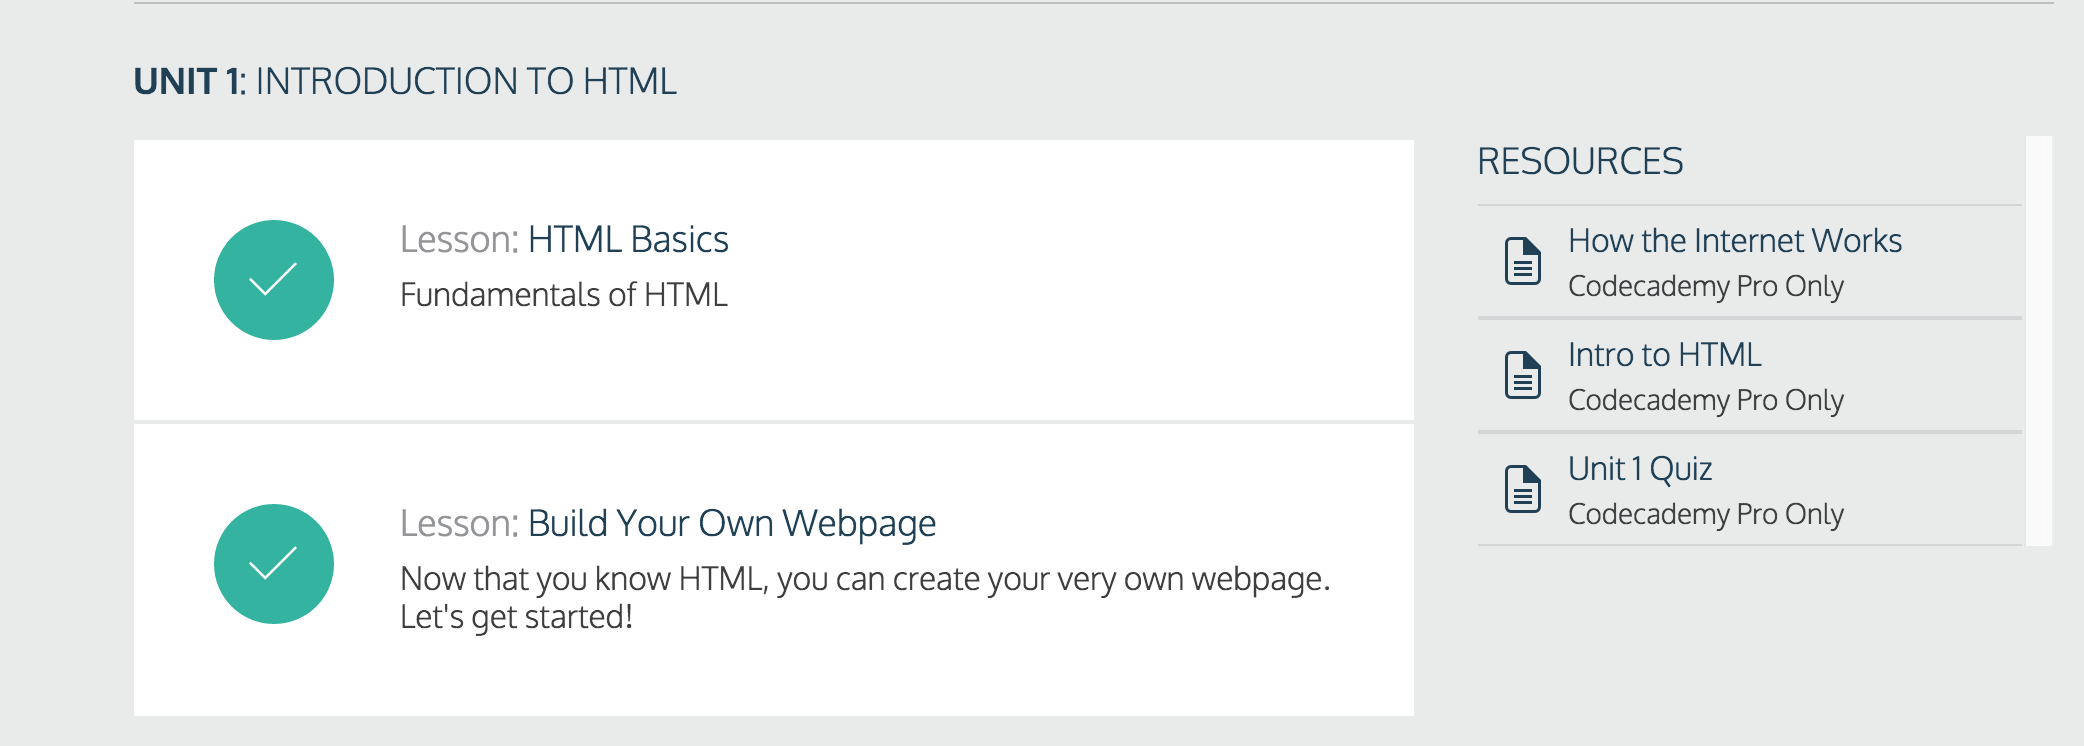 UNIT 1: INTRODUCTION TO HTML
Lesson: HTML Basics
Fundamentals of HTML
Lesson: Build Your Own Webpage
Now that you know HTML, you can create your very own webpage.
Let's get started!
RESOURCES
How the Internet Works
Codecademy Pro Only
Intro to HTML
Codecademy Pro Only
Unit 1 Quiz
Codecademy Pro Only